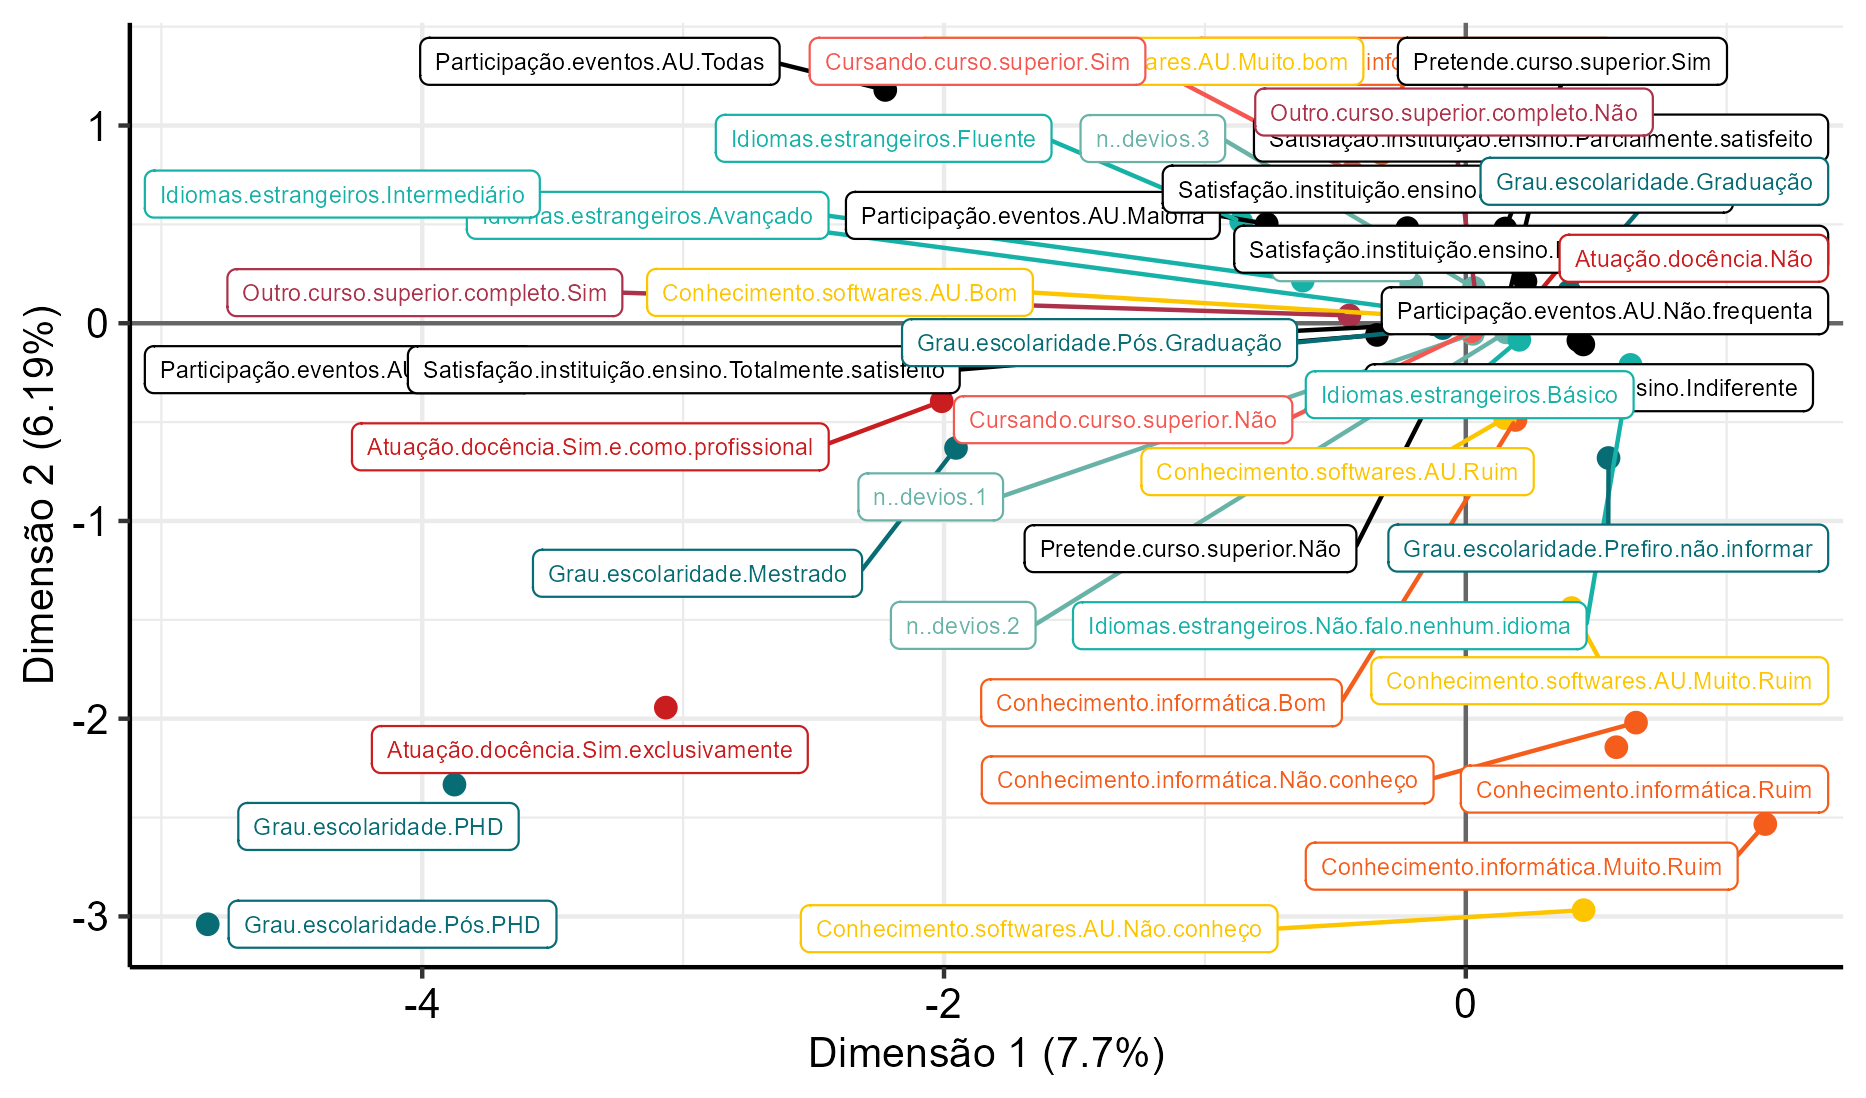 Participação.eventos.AU.Todas
Cursando.curso.superior.Sim
ares.AU.Muito.bom
Pretende.curso.superior.Sim
Outro.curso.superior.completo.Não
Idiomas.estrangeiros.Fluente
n..devios.3
Satisfação.instituição.ensino.Parcialmente.satisfeito
Idiomas.estrangeiros.Intermediário
Satisfação.instituição.ensino.
Grau.escolaridade.Graduação
Idiomas.estrangeiros.Avançado
Participação.eventos.AU.Maioria
Satisfação.instituição.ensino.
Atuação.docência.Não
Outro.curso.superior.completo.Sim
Conhecimento.softwares.AU.Bom
Participação.eventos.AU.Não.frequenta
Grau.escolaridade.Pós.Graduação
Participação.eventos.AU
Satisfação.instituição.ensino.Totalmente.satisfeito
Idiomas.estrangeiros.Básico
sino.Indiferente
Cursando.curso.superior.Não
Atuação.docência.Sim.e.como.profissional
Conhecimento.softwares.AU.Ruim
n..devios.1
Pretende.curso.superior.Não
Grau.escolaridade.Prefiro.não.informar
Grau.escolaridade.Mestrado
n..devios.2
Idiomas.estrangeiros.Não.falo.nenhum.idioma
Conhecimento.softwares.AU.Muito.Ruim
Conhecimento.informática.Bom
Atuação.docência.Sim.exclusivamente
Conhecimento.informática.Não.conheço
Conhecimento.informática.Ruim
Grau.escolaridade.PHD
Conhecimento.informática.Muito.Ruim
Grau.escolaridade.Pós.PHD
Conhecimento.softwares.AU.Não.conheço
1
0
-1
-2
-3
-4
-2
0
Dimensão 1 (7.7%)
Dimensão 2 (6.19%)